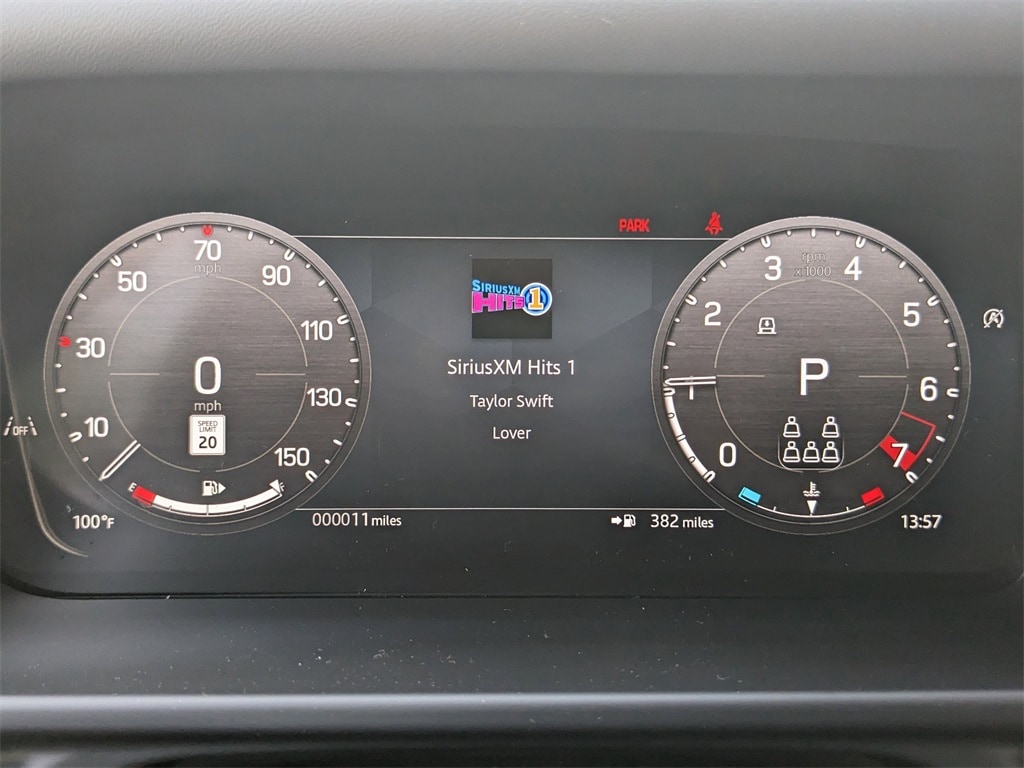 PARK
70
mph
50
90
30
110
10
130
150
0
mph
SPEED
LIMIT
20
E
F
OFF
100°F
000011 miles
SIRIUSXM
HITS 1
SiriusXM Hits 1
Taylor Swift
Lover
382 miles
rpm
x1000
3
4
2
5
1
6
0
7
P
A
13:57